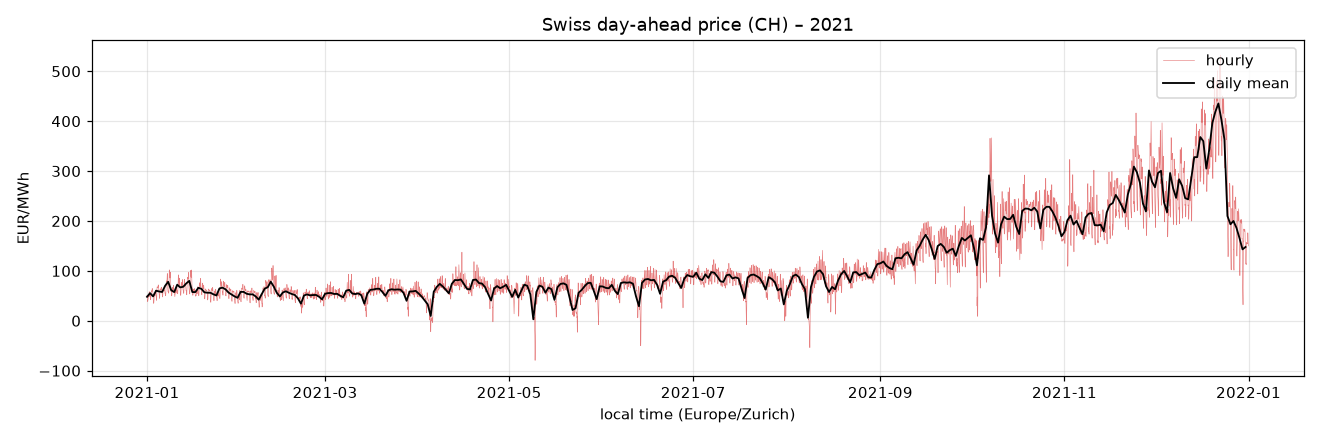 Swiss day-ahead price (CH) – 2021
hourly
daily mean
EUR/MWh
500
400
300
200
100
0
−100
2021-01
2021-03
2021-05
2021-07
2021-09
2021-11
2022-01
local time (Europe/Zurich)